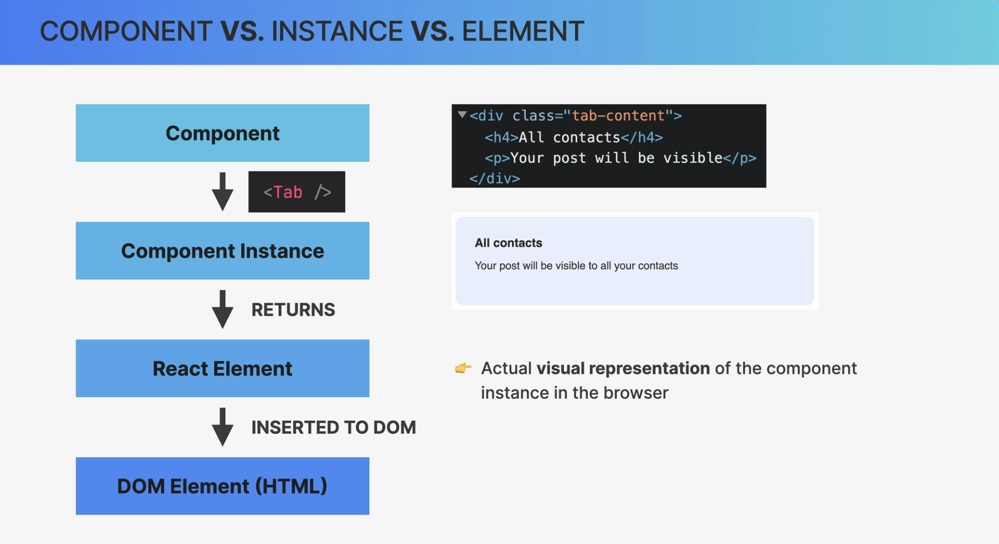 COMPONENT VS. INSTANCE VS. ELEMENT
Component
<Tab />
Component Instance
RETURNS
React Element
INSERTED TO DOM
DOM Element (HTML)
<div class="tab-content">
<h4>All contacts</h4>
<p>Your post will be visible</p>
</div>
All contacts
Your post will be visible to all your contacts
👉 Actual visual representation of the component
instance in the browser